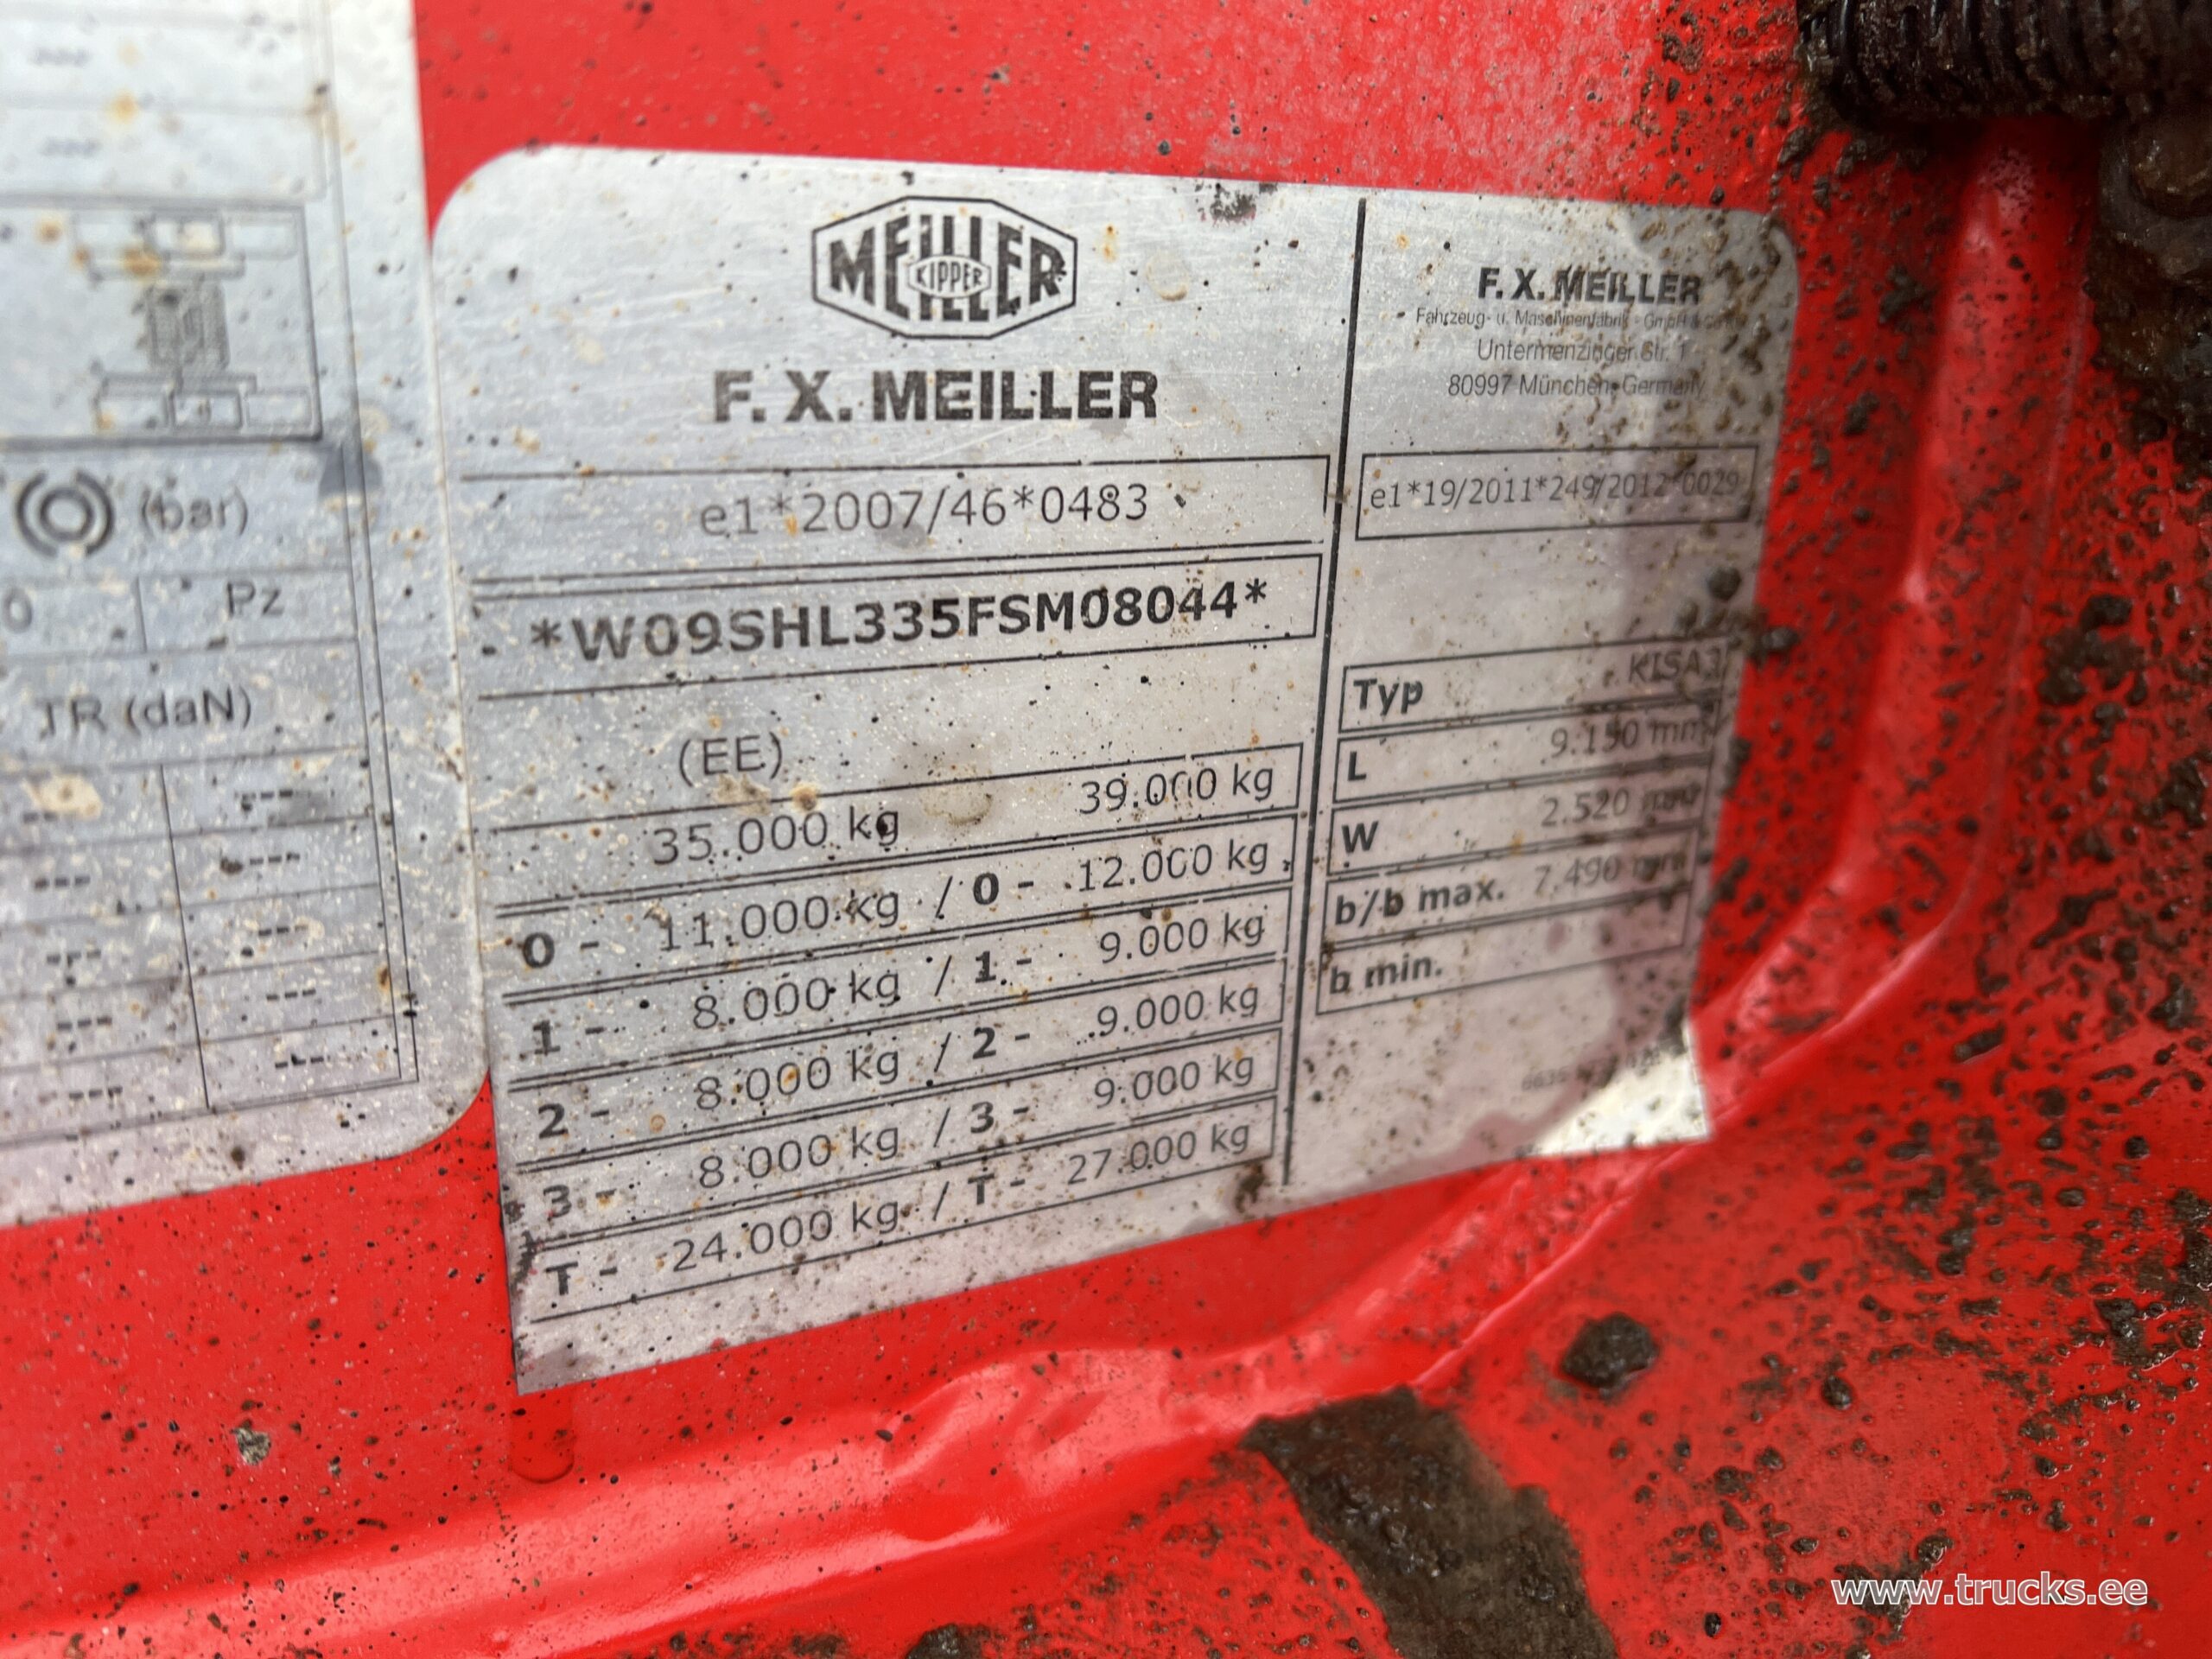 (bar)
Pz
TR (daN)
MEILLER
KIPPER
F. X. MEILLER
e1*2007/46*0483
*W09SHL335FSM08044*
(EE)
35.000 kg 39.000 kg
0 - 11.000 kg / 0 - 12.000 kg
1 - 8.000 kg / 1 - 9.000 kg
2 - 8.000 kg / 2 - 9.000 kg
3 - 8.000 kg / 3 - 9.000 kg
T - 24.000 kg / T - 27.000 kg
F. X. MEILLER
Fahrzeug- u. Maschinenfabrik - GmbH &
Untermenzinger Str. 1
80997 München, Germany
e1*19/2011*249/2012*0029
Typ KISA3
L 9.150 mm
W 2.520 mm
b/b max. 7.490 mm
b min.
www.trucks.ee